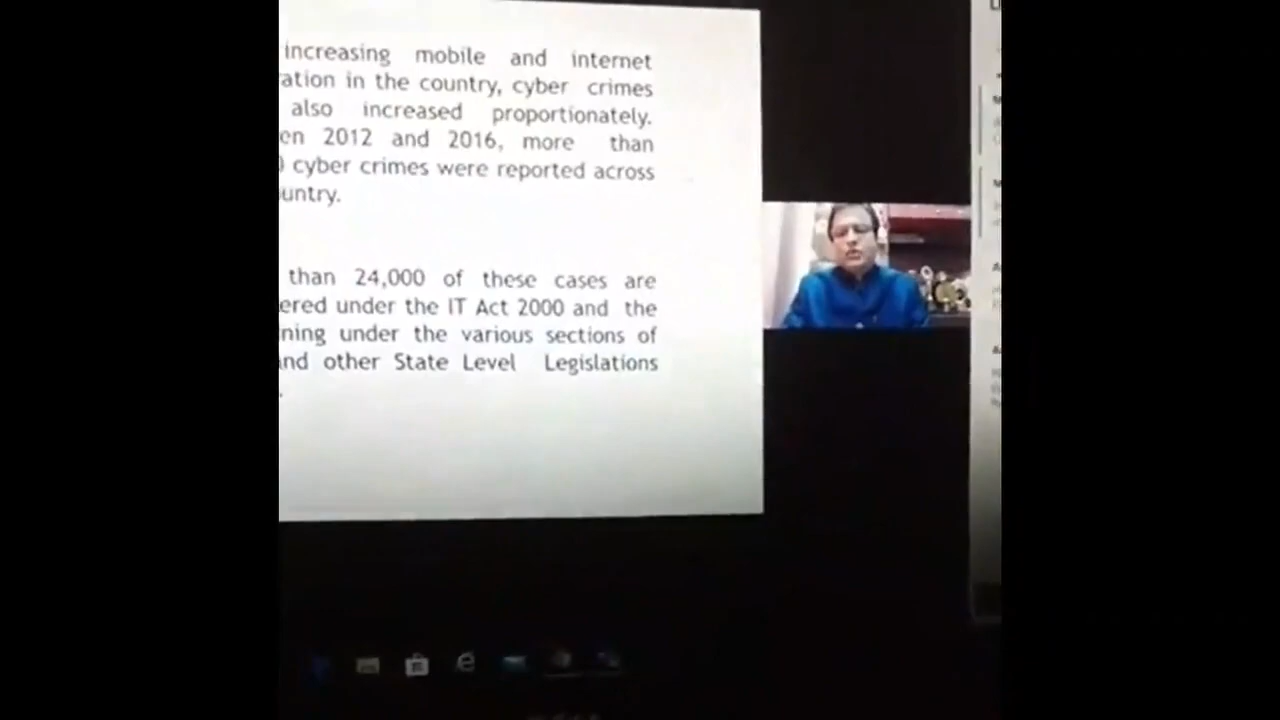 increasing mobile and internet
ation in the country, cyber crimes
also increased proportionately.
en 2012 and 2016, more than
cyber crimes were reported across
untry.
than 24,000 of these cases are
ered under the IT Act 2000 and the
ning under the various sections of
nd other State Level Legislations